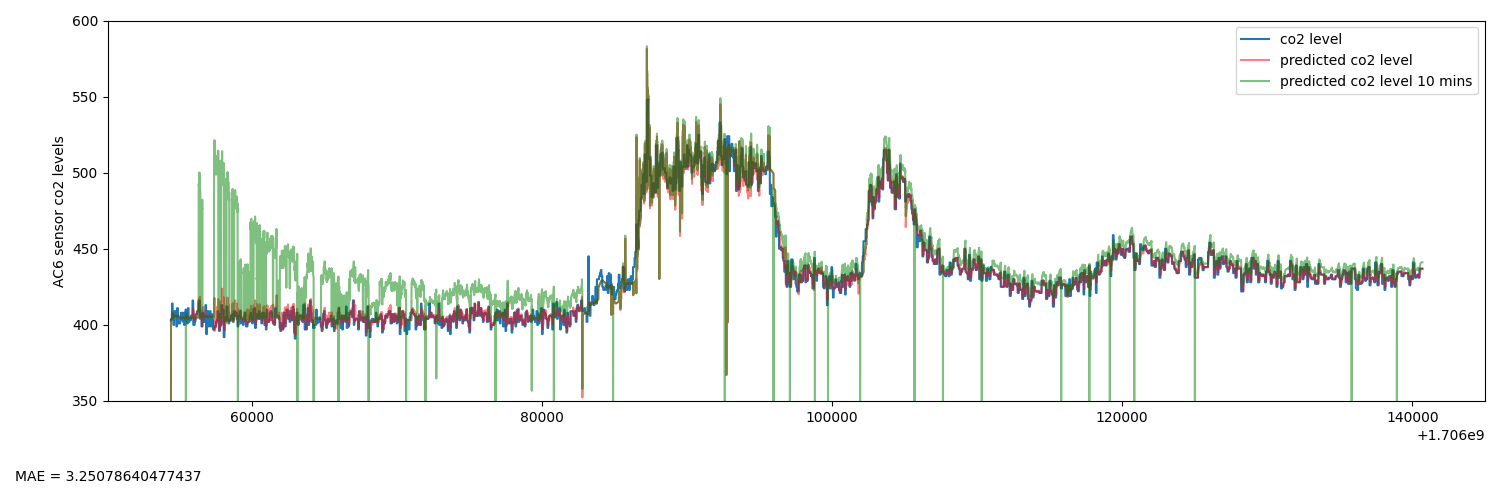 600
550
500
450
400
350
AC6 sensor co2 levels
co2 level
predicted co2 level
predicted co2 level 10 mins
60000 80000 100000 120000 140000
+1.706e9
MAE = 3.25078640477437